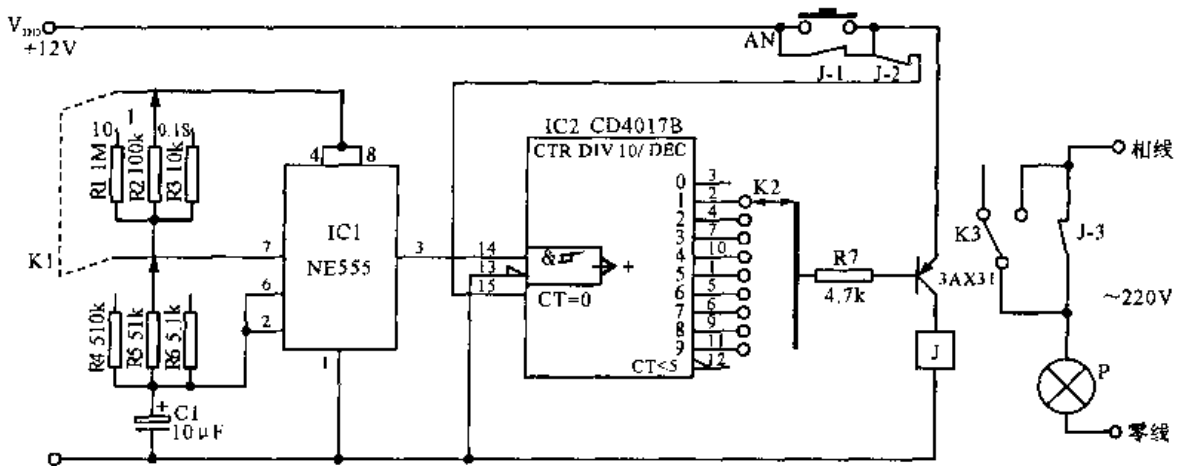 V_DD
+12V
AN
J-1
J-2
IC2 CD4017B
CTR DIV 10/ DEC
10
1
0.1S
R1 1M
R2 100k
R3 10k
4
8
K1
7
IC1
NE555
3
6
2
1
R4 510k
R5 51k
R6 5.1k
+
C1
10μF
14
13
15
&
+
CT=0
CT<5
0
1
2
3
4
5
6
7
8
9
3
2
4
7
10
1
5
6
9
11
12
K2
R7
4.7k
3AX31
J
K3
J-3
相线
~220V
P
零线